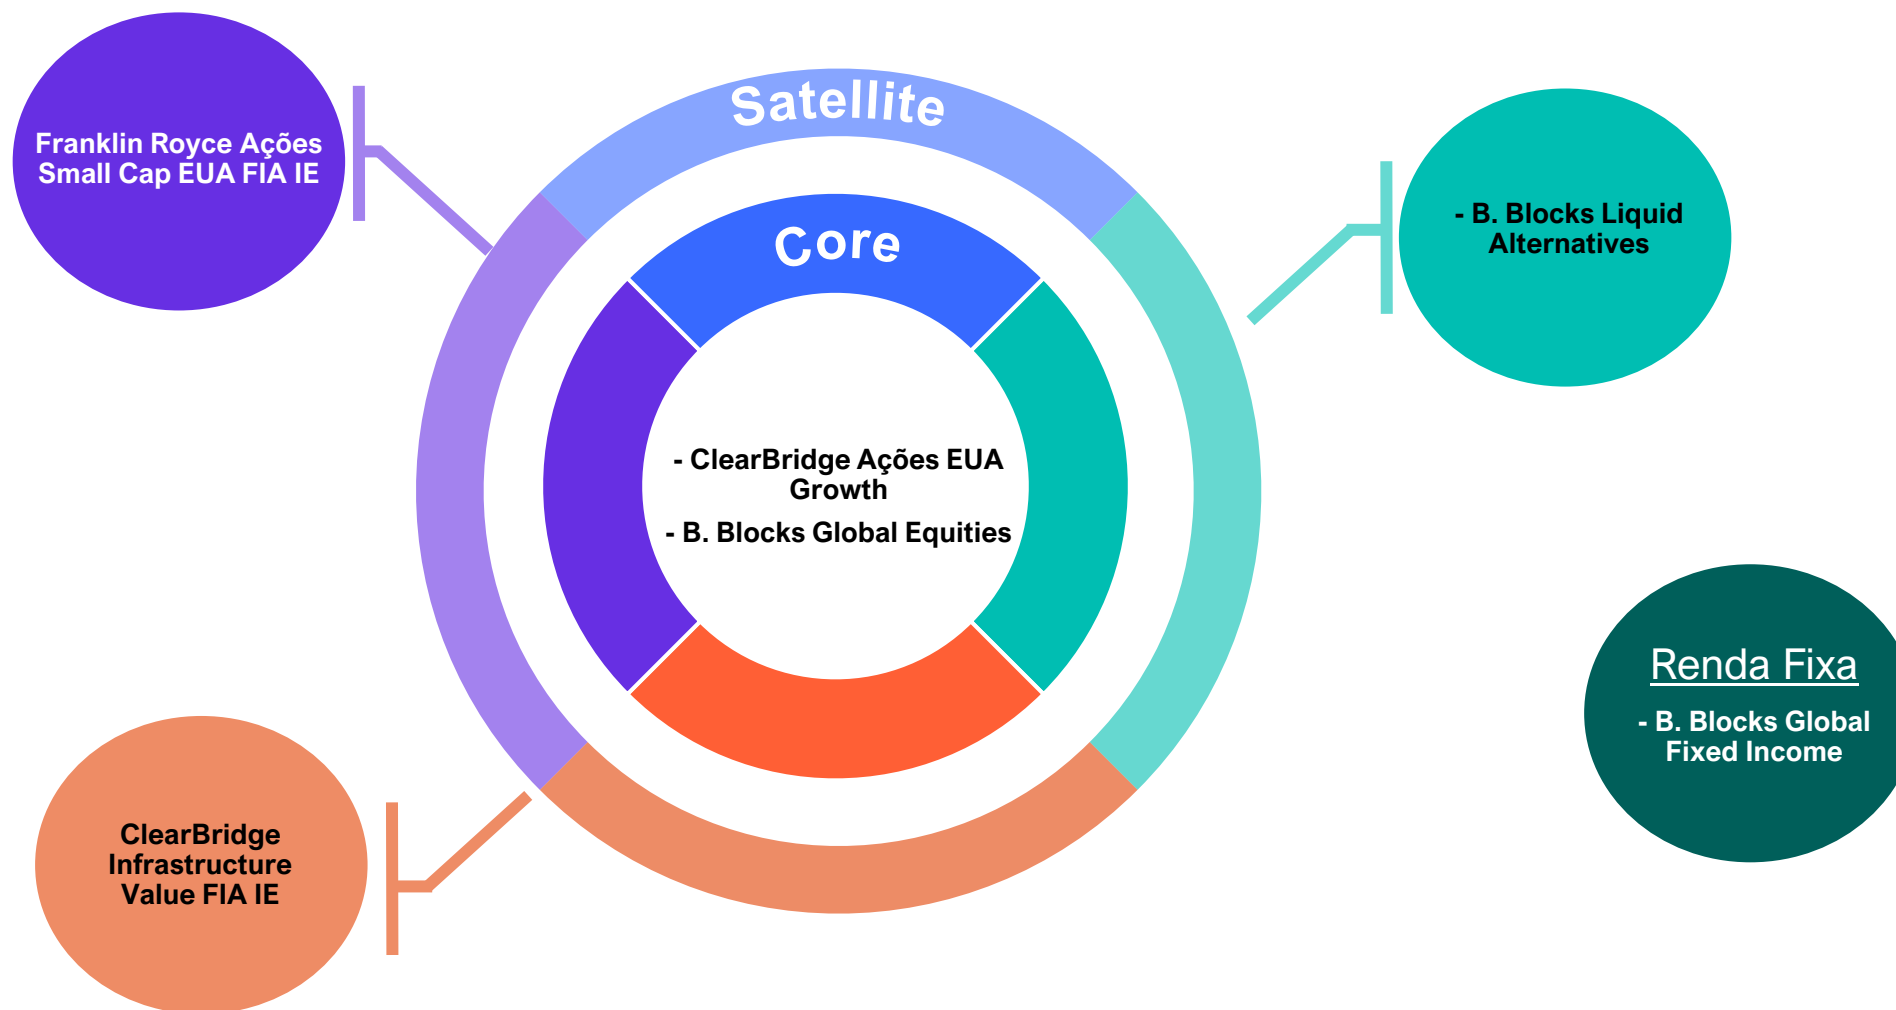 Satellite
Core
Franklin Royce Ações
Small Cap EUA FIA IE
- B. Blocks Liquid
Alternatives
- ClearBridge Ações EUA
Growth
- B. Blocks Global Equities
Renda Fixa
- B. Blocks Global
Fixed Income
ClearBridge
Infrastructure
Value FIA IE